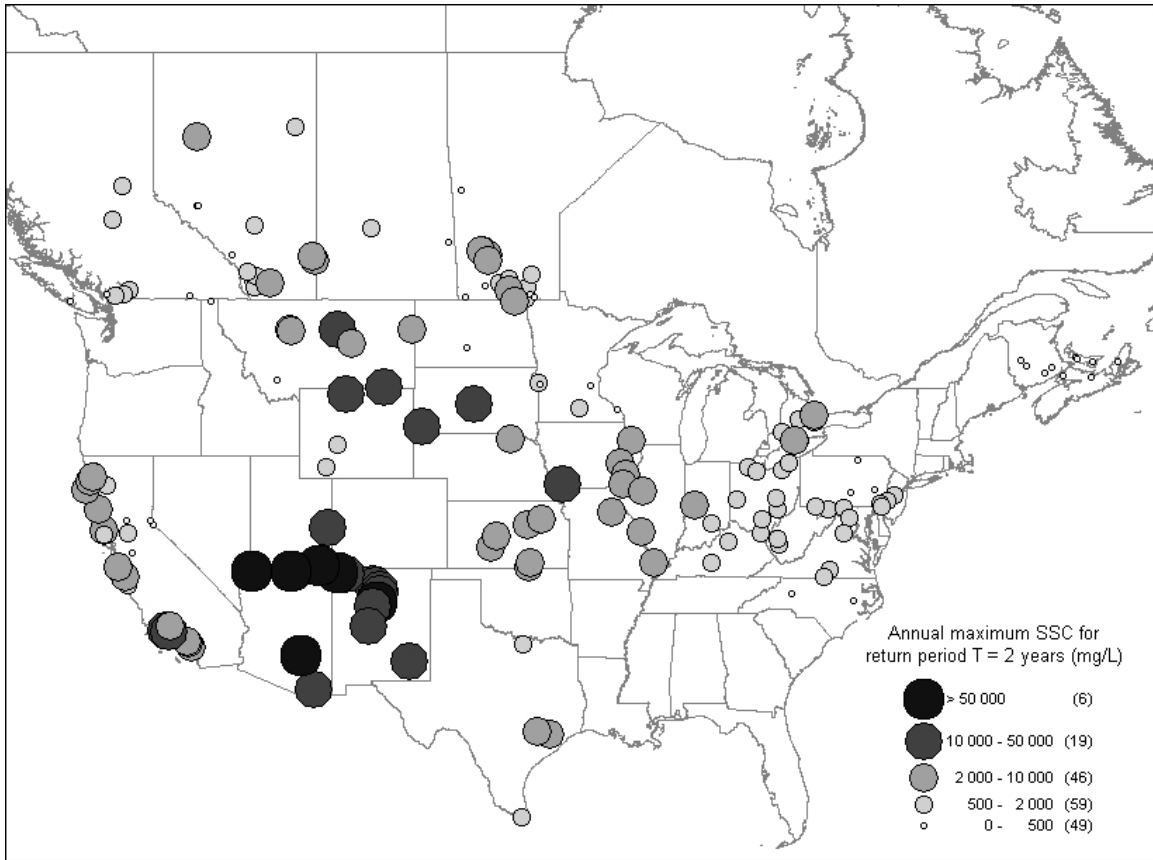 Annual maximum SSC for
return period T = 2 years (mg/L)
> 50 000 (6)
10 000 - 50 000 (19)
2 000 - 10 000 (46)
500 - 2 000 (59)
0 - 500 (49)